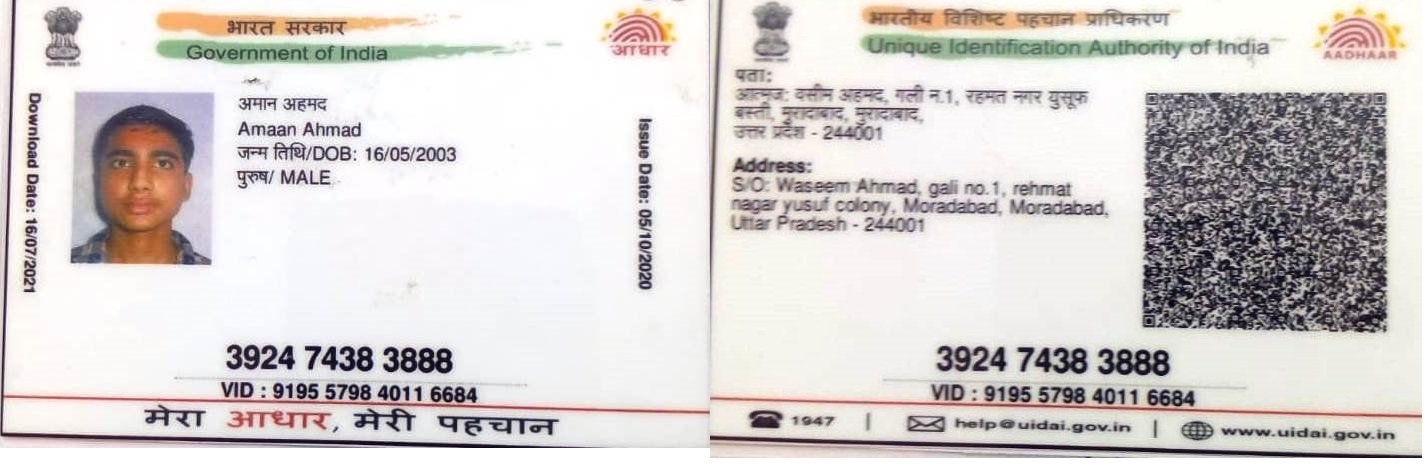 भारत सरकार
Government of India
आधार
Download Date: 16/07/2021
अमान अहमद
Amaan Ahmad
जन्म तिथि/DOB: 16/05/2003
पुरुष/ MALE
Issue Date: 05/10/2020
3924 7438 3888
VID : 9195 5798 4011 6684
मेरा आधार, मेरी पहचान
भारतीय विशिष्ट पहचान प्राधिकरण
Unique Identification Authority of India
AADHAAR
पता:
आत्मज: वसीम अहमद, गली न.1, रहमत नगर युसूफ
बस्ती, मुरादाबाद, मुरादाबाद,
उत्तर प्रदेश - 244001
Address:
S/O: Waseem Ahmad, gali no.1, rehmat
nagar yusuf colony, Moradabad, Moradabad,
Uttar Pradesh - 244001
3924 7438 3888
VID : 9195 5798 4011 6684
1947 | help@uidai.gov.in | www.uidai.gov.in